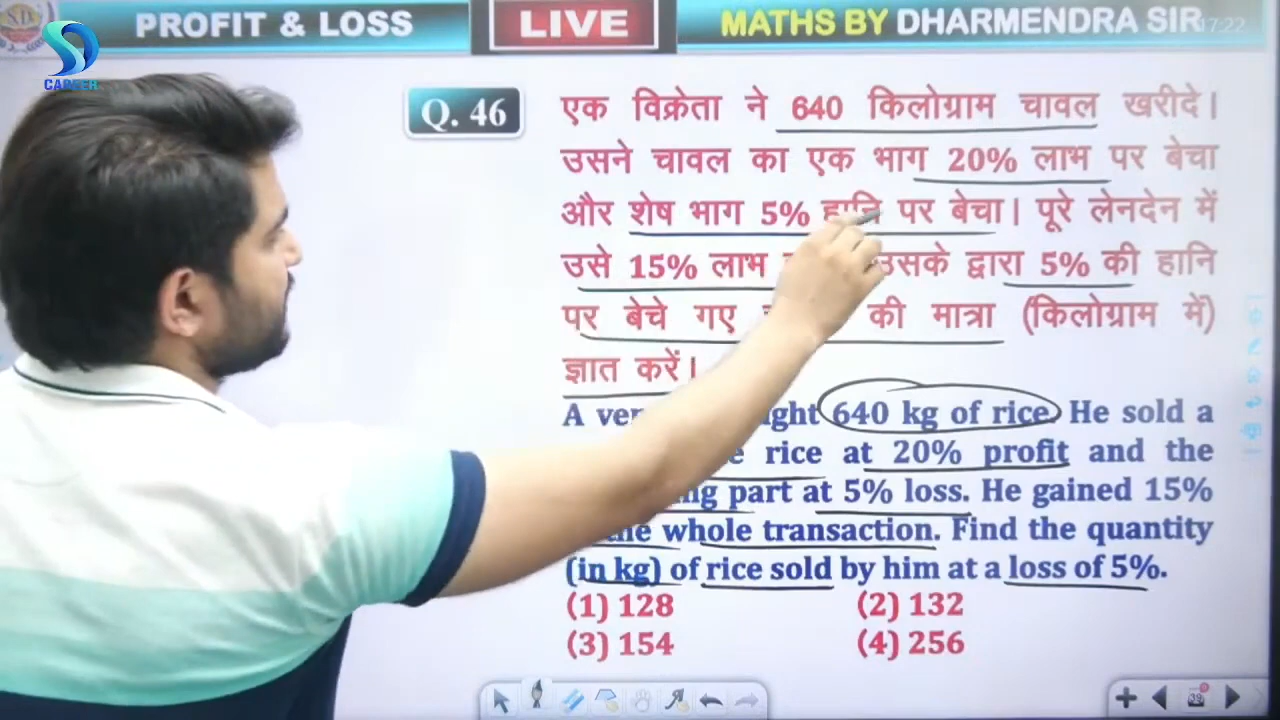 PROFIT & LOSS
LIVE
MATHS BY DHARMENDRA SIR
17:22
CAREER
Q. 46
एक विक्रेता ने 640 किलोग्राम चावल खरीदे।
उसने चावल का एक भाग 20% लाभ पर बेचा
और शेष भाग 5% हानि पर बेचा। पूरे लेनदेन में
उसे 15% लाभ उसके द्वारा 5% की हानि
पर बेचे गए की मात्रा (किलोग्राम में)
ज्ञात करें।
A 640 kg of rice. He sold a
rice at 20% profit and the
part at 5% loss. He gained 15%
whole transaction. Find the quantity
(in kg) of rice sold by him at a loss of 5%.
(1) 128 (2) 132
(3) 154 (4) 256